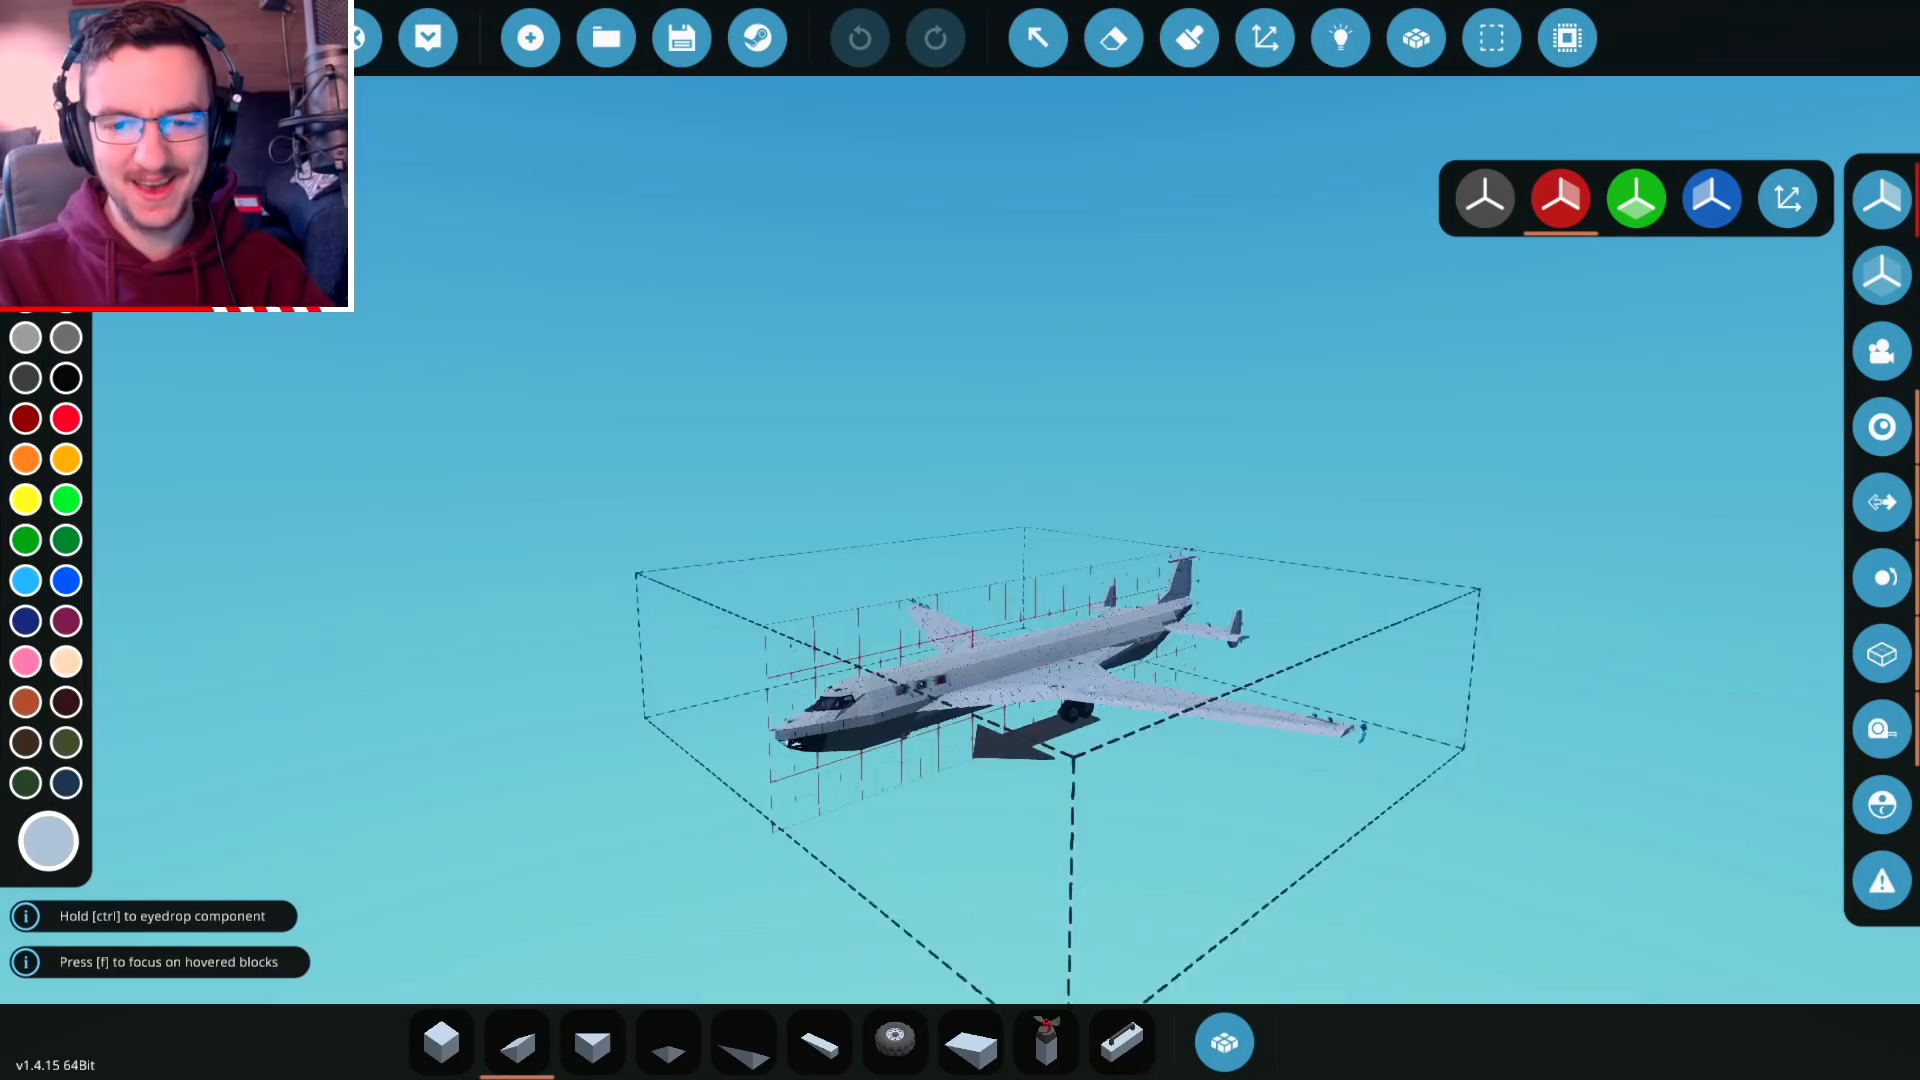 Hold [ctrl] to eyedrop component
Press [f] to focus on hovered blocks
v1.4.15 64Bit